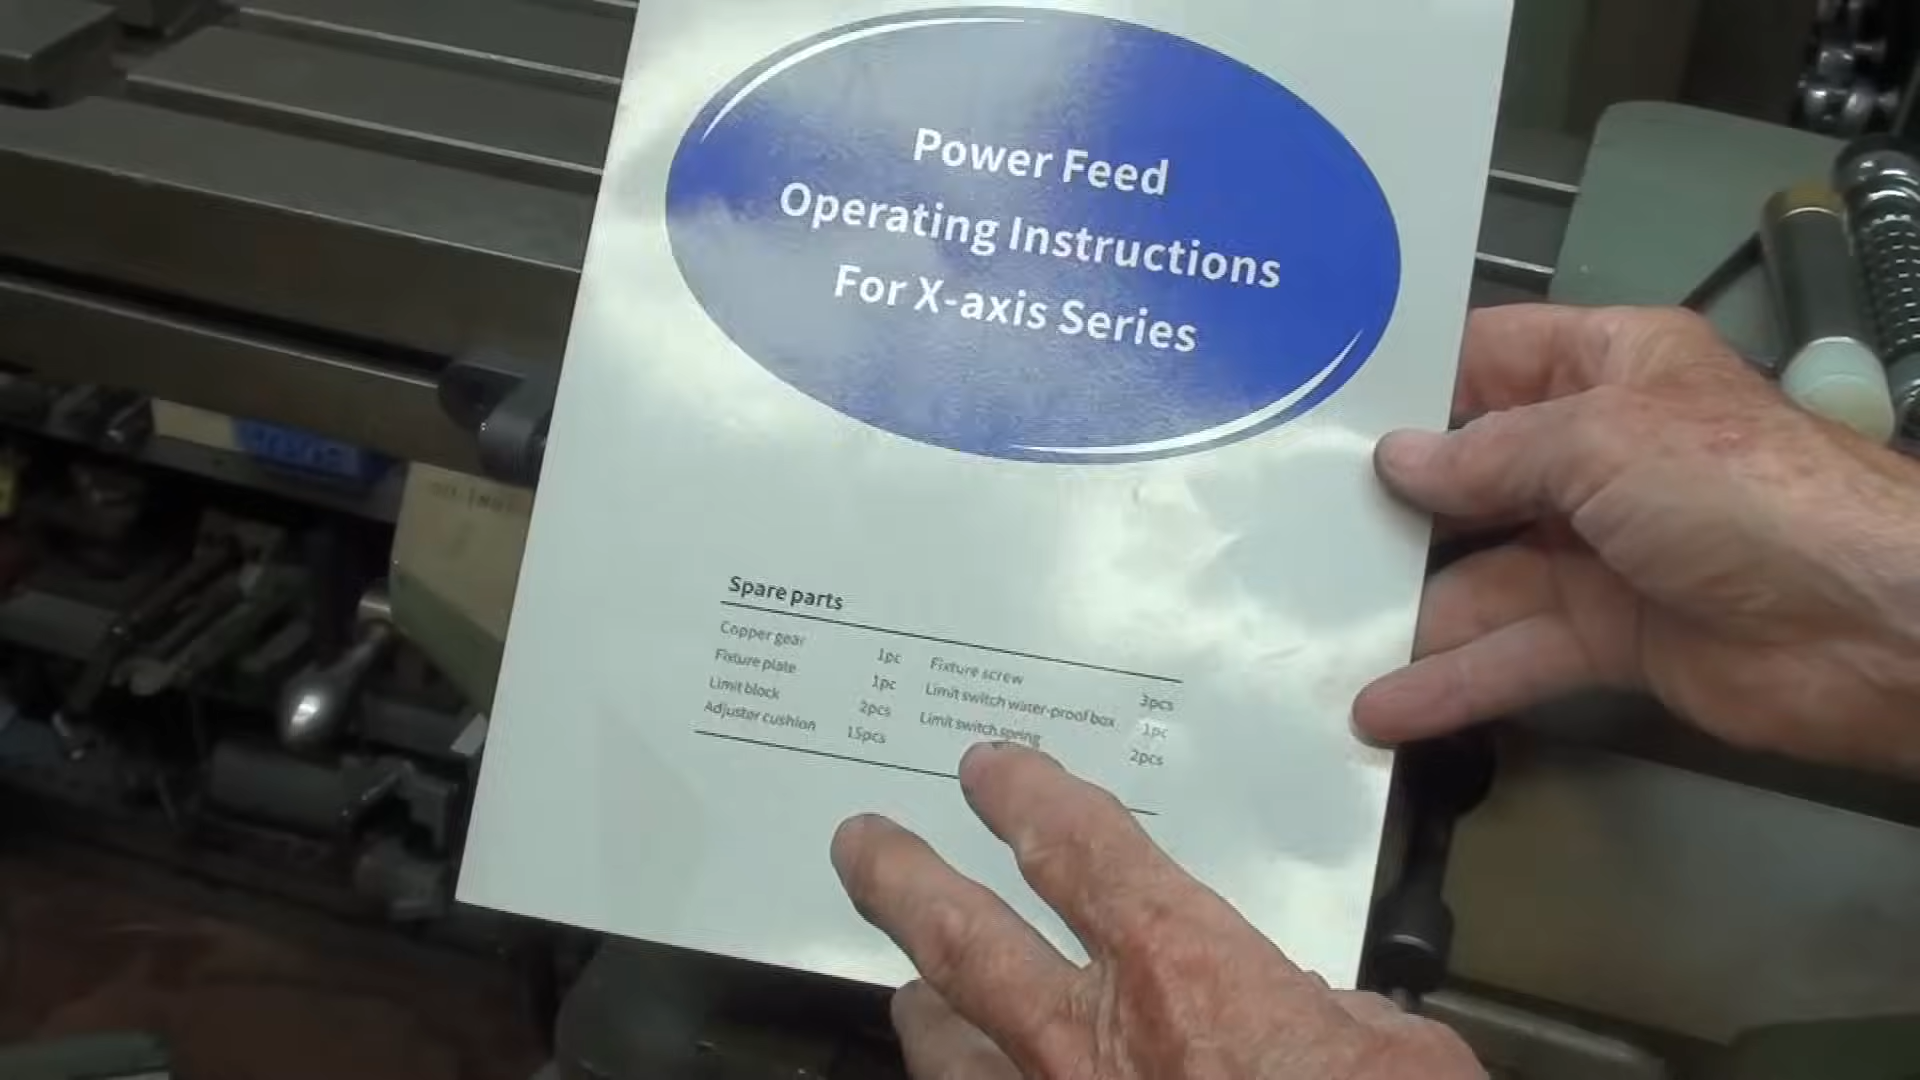 Power Feed
Operating Instructions
For X-axis Series
Spare parts
Copper gear 1pc Fixture screw 3pcs
Fixture plate 1pc Limit switch water-proof box 1pc
Limit block 2pcs Limit switch spring 2pcs
Adjustor cushion 15pcs